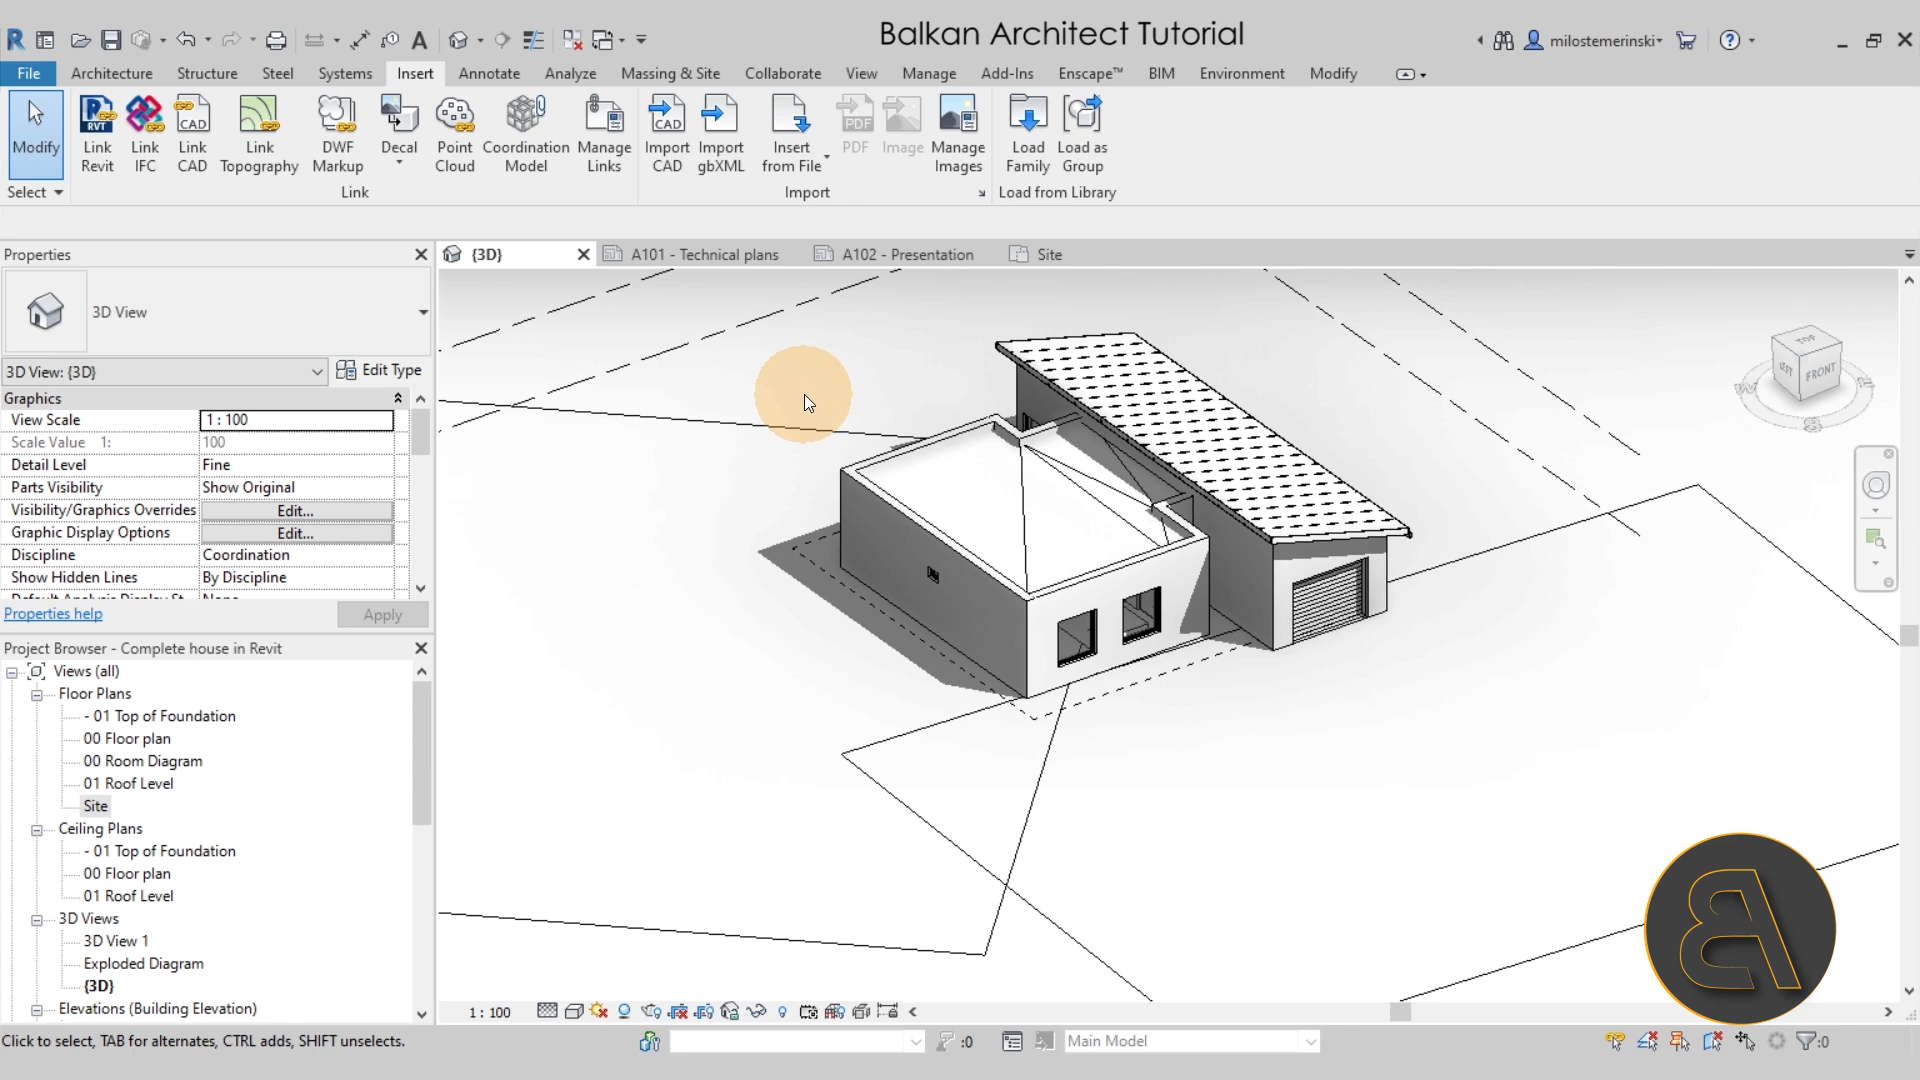 Balkan Architect Tutorial
milostemerinski
File Architecture Structure Steel Systems Insert Annotate Analyze Massing & Site Collaborate View Manage Add-Ins Enscape™ BIM Environment Modify
Modify
Link Revit
Link IFC
Link CAD
Link Topography
DWF Markup
Decal
Point Cloud
Coordination Model
Manage Links
Import CAD
Import gbXML
Insert from File
PDF
Image
Manage Images
Load Family
Load as Group
Select
Link
Import
Load from Library
Properties
{3D}
A101 - Technical plans
A102 - Presentation
Site
3D View
3D View: {3D}
Edit Type
Graphics
View Scale 1 : 100
Scale Value 1: 100
Detail Level Fine
Parts Visibility Show Original
Visibility/Graphics Overrides Edit...
Graphic Display Options Edit...
Discipline Coordination
Show Hidden Lines By Discipline
Properties help
Apply
Project Browser - Complete house in Revit
Views (all)
Floor Plans
- 01 Top of Foundation
00 Floor plan
00 Room Diagram
01 Roof Level
Site
Ceiling Plans
- 01 Top of Foundation
00 Floor plan
01 Roof Level
3D Views
3D View 1
Exploded Diagram
{3D}
Elevations (Building Elevation)
TOP
LEFT
FRONT
1 : 100
Click to select, TAB for alternates, CTRL adds, SHIFT unselects.
:0
Main Model
:0